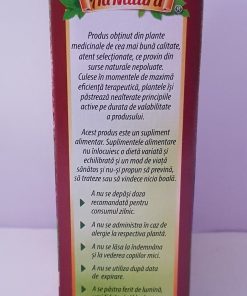 AdNatura
Produs obținut din plante
medicinale de cea mai bună calitate,
atent selecționate, ce provin din
surse naturale nepoluate.
Culese în momentele de maximă
eficiență terapeutică, plantele își
păstrează nealterate principiile
active pe durata de valabilitate
a produsului.
Acest produs este un supliment
alimentar. Suplimentele alimentare
nu înlocuiesc o dietă variată și
echilibrată și un mod de viață
sănătos și nu-și propun să prevină,
să trateze sau să vindece nicio boală.
A nu se depăși doza
recomandată pentru
consumul zilnic.
A nu se administra în caz de
alergie la respectiva plantă.
A nu se lăsa la îndemâna
și la vederea copiilor mici.
A nu se utiliza după data
de expirare.
A se păstra ferit de lumină,